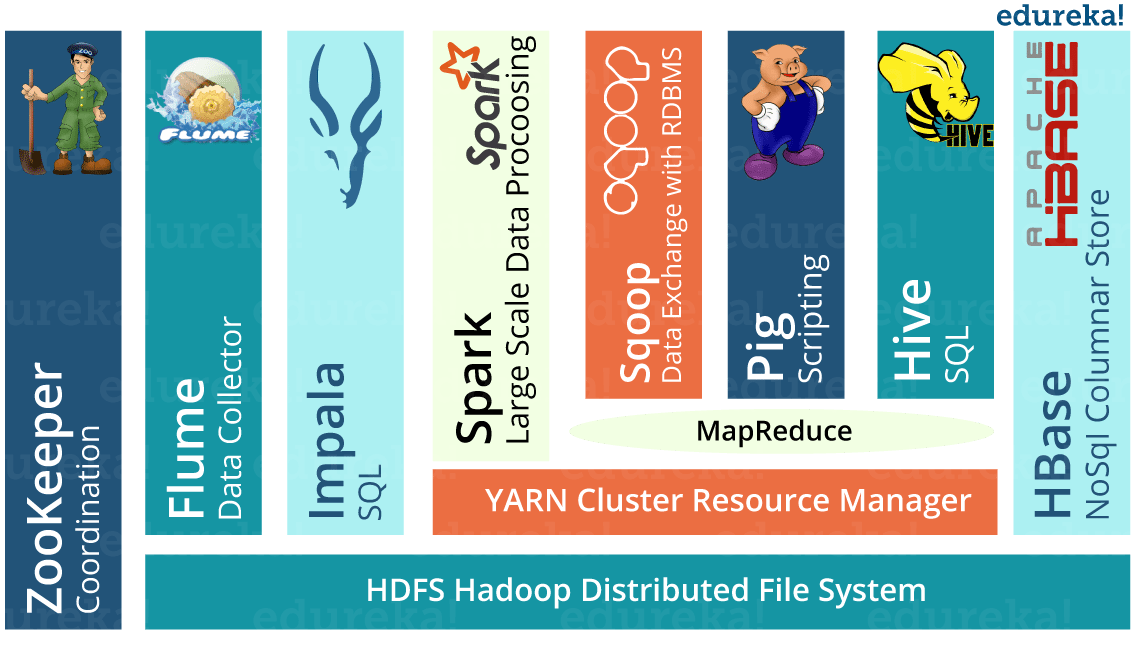 edureka!
ZOO
ZooKeeper
Coordination
FLUME
Flume
Data Collector
Impala
SQL
Spark
Spark
Large Scale Data Procoosing
sqoop
Sqoop
Data Exchange with RDBMS
Pig
Scripting
HIVE
Hive
SQL
APACHE
HBASE
HBase
NoSql Columnar Store
MapReduce
YARN Cluster Resource Manager
HDFS Hadoop Distributed File System
edureka!